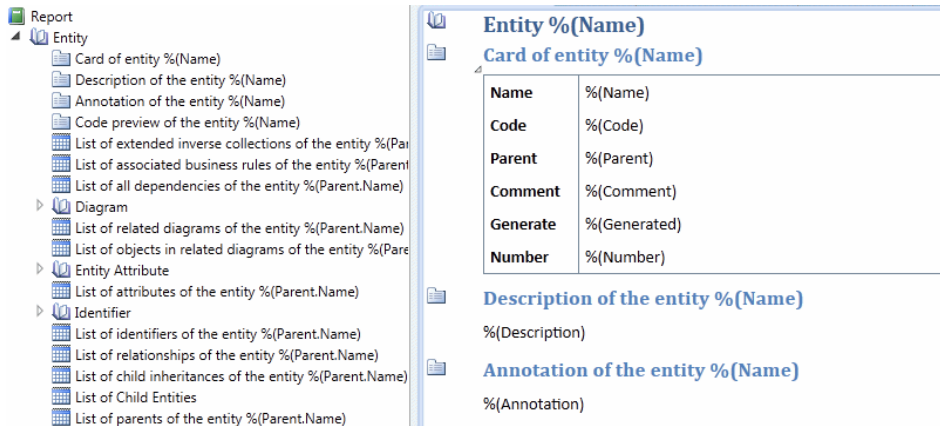 Report
Entity
Card of entity %(Name)
Description of the entity %(Name)
Annotation of the entity %(Name)
Code preview of the entity %(Name)
List of extended inverse collections of the entity %(Par
List of associated business rules of the entity %(Parent
List of all dependencies of the entity %(Parent.Name)
Diagram
List of related diagrams of the entity %(Parent.Name)
List of objects in related diagrams of the entity %(Pare
Entity Attribute
List of attributes of the entity %(Parent.Name)
Identifier
List of identifiers of the entity %(Parent.Name)
List of relationships of the entity %(Parent.Name)
List of child inheritances of the entity %(Parent.Name)
List of Child Entities
List of parents of the entity %(Parent.Name)
Entity %(Name)
Card of entity %(Name)
Name %(Name)
Code %(Code)
Parent %(Parent)
Comment %(Comment)
Generate %(Generated)
Number %(Number)
Description of the entity %(Name)
%(Description)
Annotation of the entity %(Name)
%(Annotation)